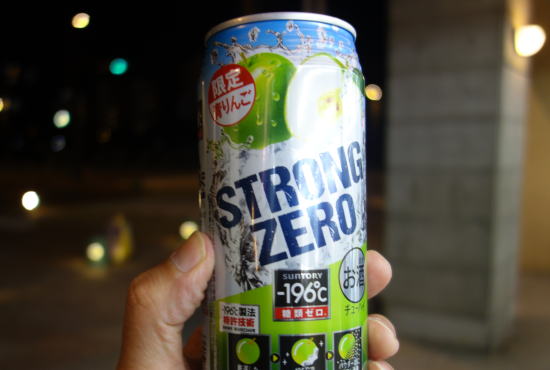 限定
青りんご
STRONG
ZERO
SUNTORY
-196℃
糖類ゼロ。
お酒
-196℃製法
特許技術